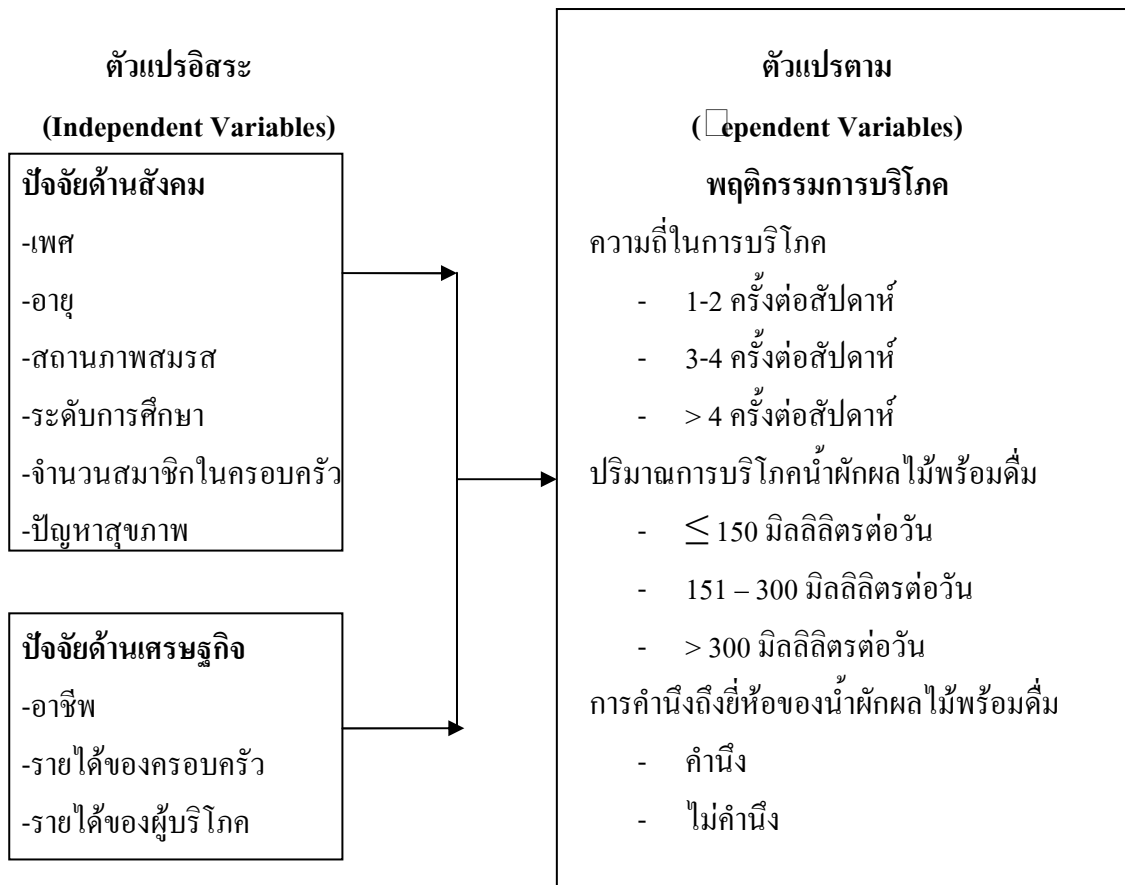 ตัวแปรอิสระ
(Independent Variables)
ปัจจัยด้านสังคม
-เพศ
-อายุ
-สถานภาพสมรส
-ระดับการศึกษา
-จำนวนสมาชิกในครอบครัว
-ปัญหาสุขภาพ
ปัจจัยด้านเศรษฐกิจ
-อาชีพ
-รายได้ของครอบครัว
-รายได้ของผู้บริโภค
ตัวแปรตาม
(□ependent Variables)
พฤติกรรมการบริโภค
ความถี่ในการบริโภค
- 1-2 ครั้งต่อสัปดาห์
- 3-4 ครั้งต่อสัปดาห์
- > 4 ครั้งต่อสัปดาห์
ปริมาณการบริโภคน้ำผักผลไม้พร้อมดื่ม
- ≤ 150 มิลลิลิตรต่อวัน
- 151 – 300 มิลลิลิตรต่อวัน
- > 300 มิลลิลิตรต่อวัน
การคำนึงถึงยี่ห้อของน้ำผักผลไม้พร้อมดื่ม
- คำนึง
- ไม่คำนึง